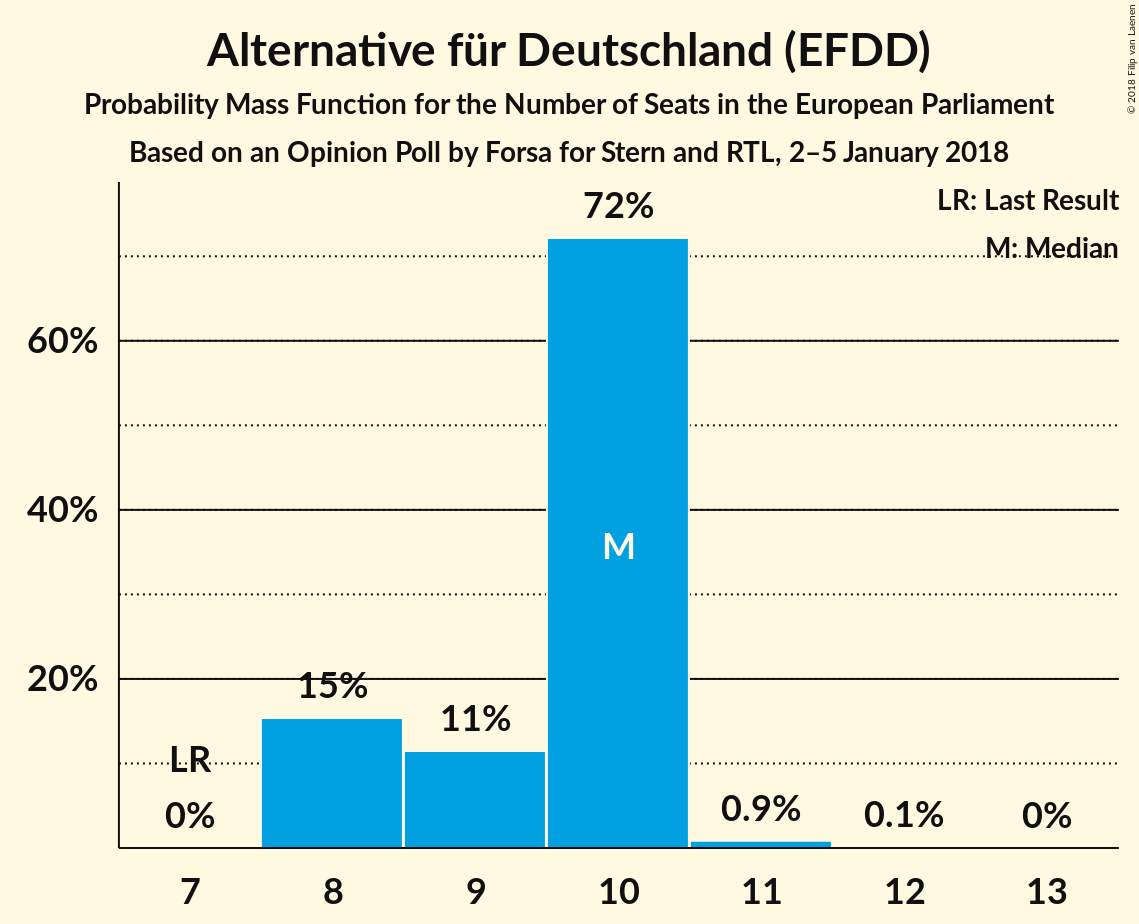 Alternative für Deutschland (EFDD)
Probability Mass Function for the Number of Seats in the European Parliament
Based on an Opinion Poll by Forsa for Stern and RTL, 2–5 January 2018
© 2018 Filip van Laenen
LR: Last Result
M: Median
72%
60%
40%
M
20%
15%
11%
LR
0%
0.9%
0.1%
0%
7 8 9 10 11 12 13